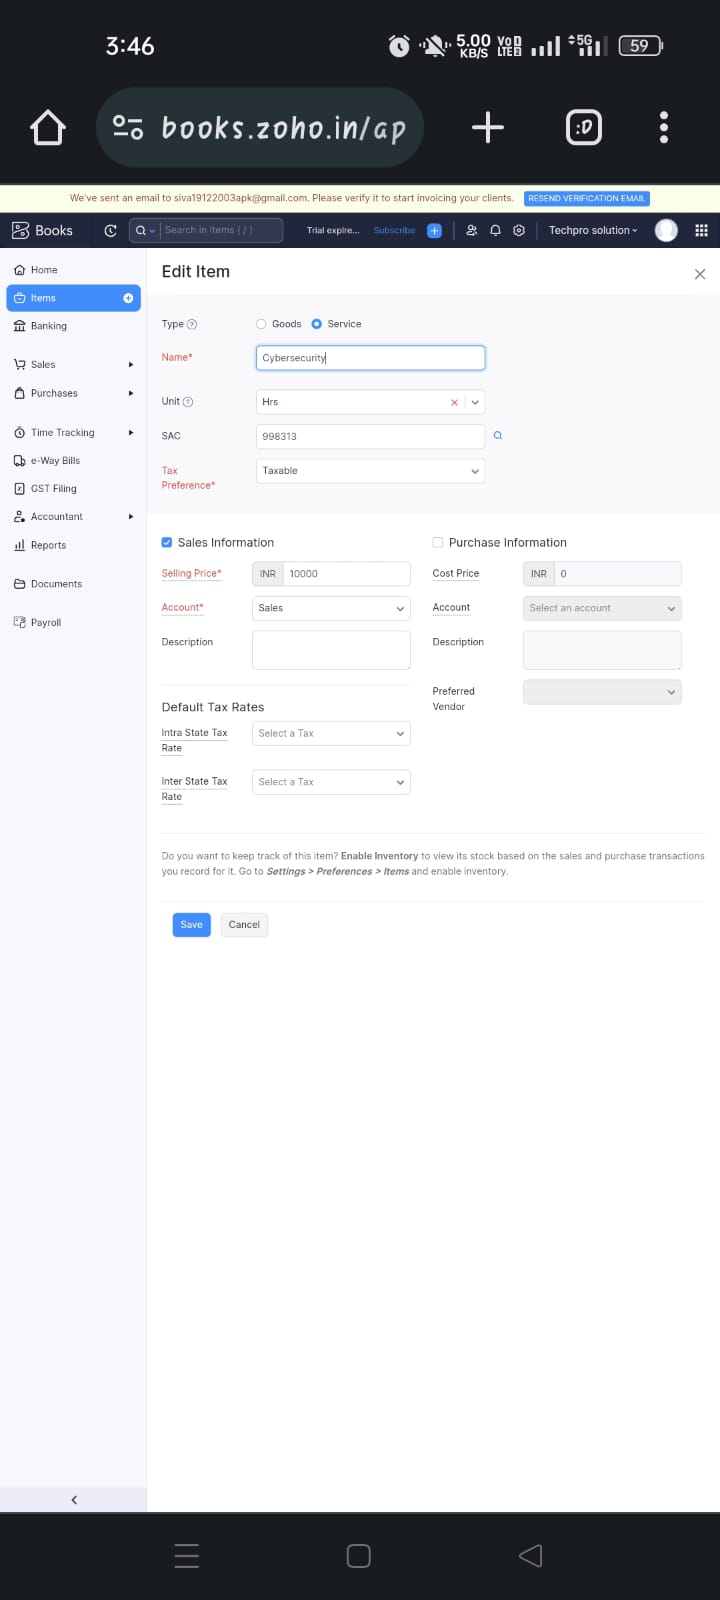 3:46
5.00 KB/S
VoD LTE2
5G
59
books.zoho.in/ap
:D
We've sent an email to siva19122003apk@gmail.com. Please verify it to start invoicing your clients. RESEND VERIFICATION EMAIL
Books
Search in Items ( / )
Trial expire...
Subscribe
Techpro solution
Home
Items
Banking
Sales
Purchases
Time Tracking
e-Way Bills
GST Filing
Accountant
Reports
Documents
Payroll
Edit Item
Type Goods Service
Name* Cybersecurity
Unit Hrs
SAC 998313
Tax Preference* Taxable
Sales Information
Selling Price* INR 10000
Account* Sales
Description
Default Tax Rates
Intra State Tax Rate Select a Tax
Inter State Tax Rate Select a Tax
Purchase Information
Cost Price INR 0
Account Select an account
Description
Preferred Vendor
Do you want to keep track of this item? Enable Inventory to view its stock based on the sales and purchase transactions
you record for it. Go to Settings > Preferences > Items and enable inventory.
Save Cancel